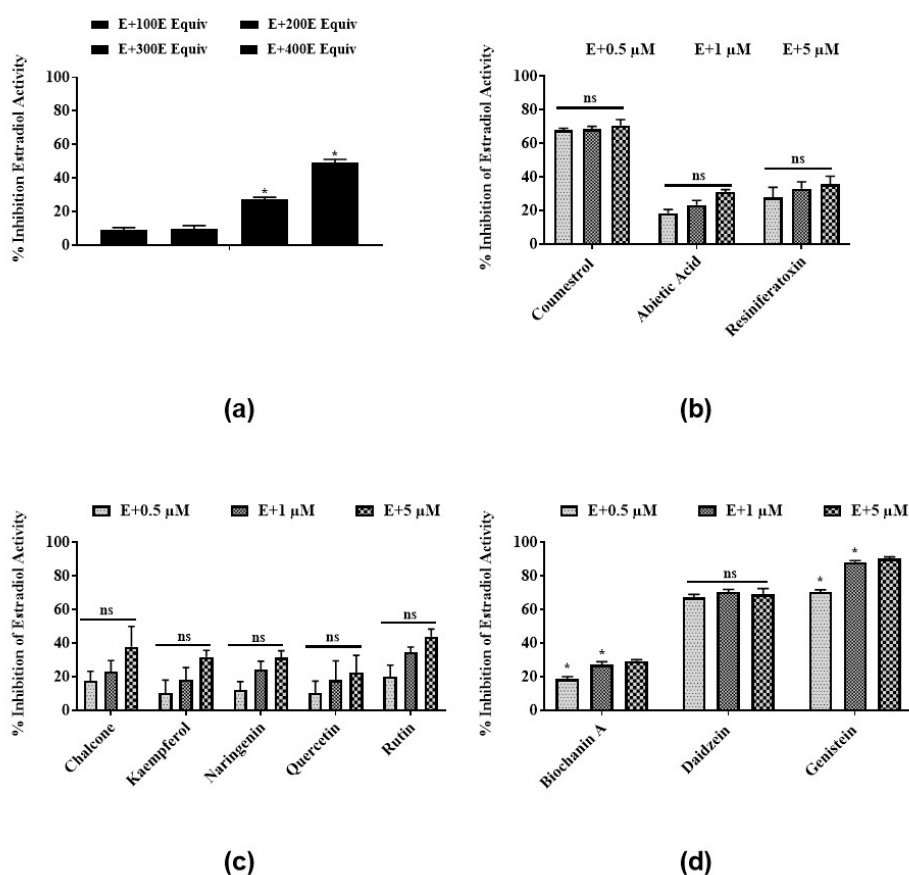 E+100E Equiv E+200E Equiv
E+300E Equiv E+400E Equiv
% Inhibition Estradiol Activity
100
80
60
40
20
0
*
*
(a)
E+0.5 µM E+1 µM E+5 µM
% Inhibition of Estradiol Activity
100
80
60
40
20
0
ns
ns
ns
Coumestrol
Abietic Acid
Resiniferatoxin
(b)
E+0.5 µM E+1 µM E+5 µM
% Inhibition of Estradiol Activity
100
80
60
40
20
0
ns
ns
ns
ns
ns
Chalcone
Kaempferol
Naringenin
Quercetin
Rutin
(c)
E+0.5 µM E+1 µM E+5 µM
% Inhibition of Estradiol Activity
100
80
60
40
20
0
*
*
ns
*
*
Biochanin A
Daidzein
Genistein
(d)